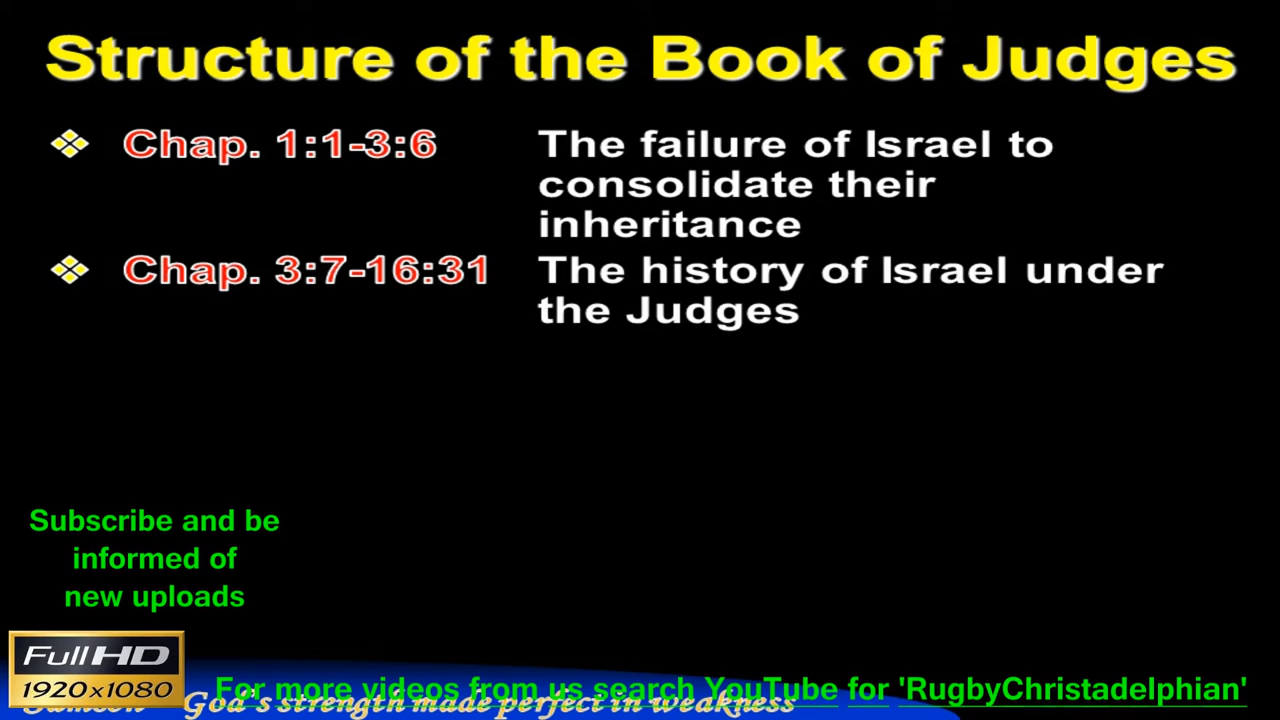 Structure of the Book of Judges
Chap. 1:1-3:6 The failure of Israel to
consolidate their
inheritance
Chap. 3:7-16:31 The history of Israel under
the Judges
Subscribe and be
informed of
new uploads
Full HD
1920x1080
For more videos from us search YouTube for 'RugbyChristadelphian'
God's strength made perfect in weakness